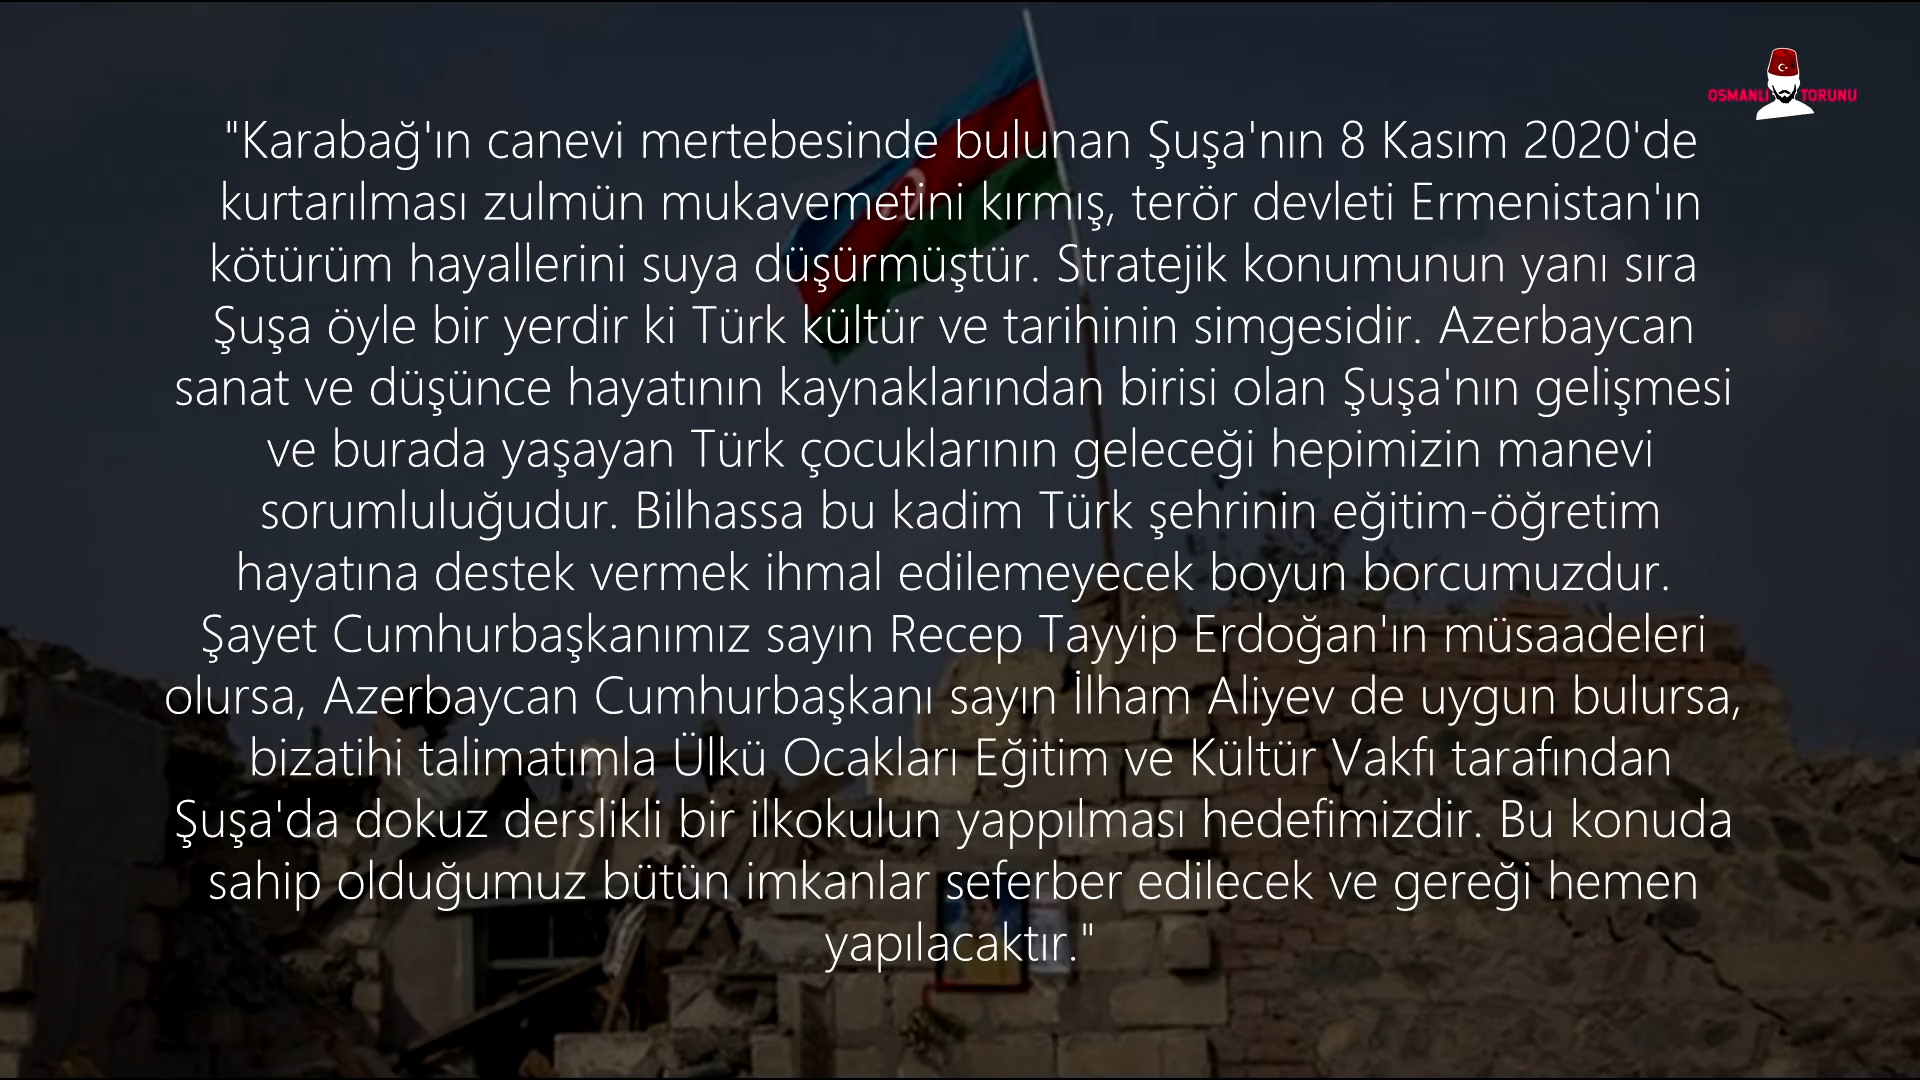 OSMANLI TORUNU
"Karabağ'ın canevi mertebesinde bulunan Şuşa'nın 8 Kasım 2020'de
kurtarılması zulmün mukavemetini kırmış, terör devleti Ermenistan'ın
kötürüm hayallerini suya düşürmüştür. Stratejik konumunun yanı sıra
Şuşa öyle bir yerdir ki Türk kültür ve tarihinin simgesidir. Azerbaycan
sanat ve düşünce hayatının kaynaklarından birisi olan Şuşa'nın gelişmesi
ve burada yaşayan Türk çocuklarının geleceği hepimizin manevi
sorumluluğudur. Bilhassa bu kadim Türk şehrinin eğitim-öğretim
hayatına destek vermek ihmal edilemeyecek boyun borcumuzdur.
Şayet Cumhurbaşkanımız sayın Recep Tayyip Erdoğan'ın müsaadeleri
olursa, Azerbaycan Cumhurbaşkanı sayın İlham Aliyev de uygun bulursa,
bizatihi talimatımla Ülkü Ocakları Eğitim ve Kültür Vakfı tarafından
Şuşa'da dokuz derslikli bir ilkokulun yappılması hedefimizdir. Bu konuda
sahip olduğumuz bütün imkanlar seferber edilecek ve gereği hemen
yapılacaktır."